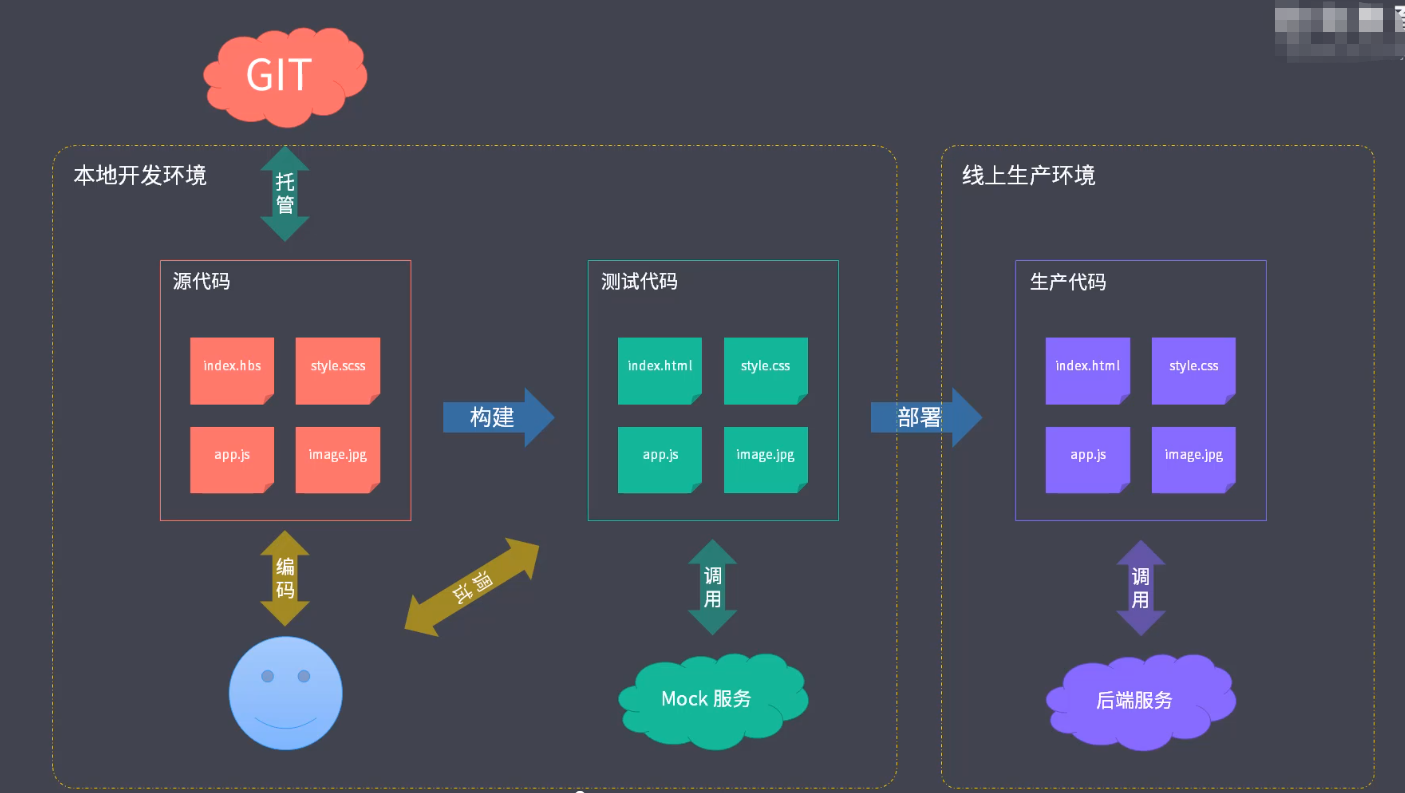 GIT
本地开发环境
托
管
源代码
index.hbs
style.scss
app.js
image.jpg
编
码
构建
调试
测试代码
index.html
style.css
app.js
image.jpg
调
用
Mock 服务
部署
线上生产环境
生产代码
index.html
style.css
app.js
image.jpg
调
用
后端服务